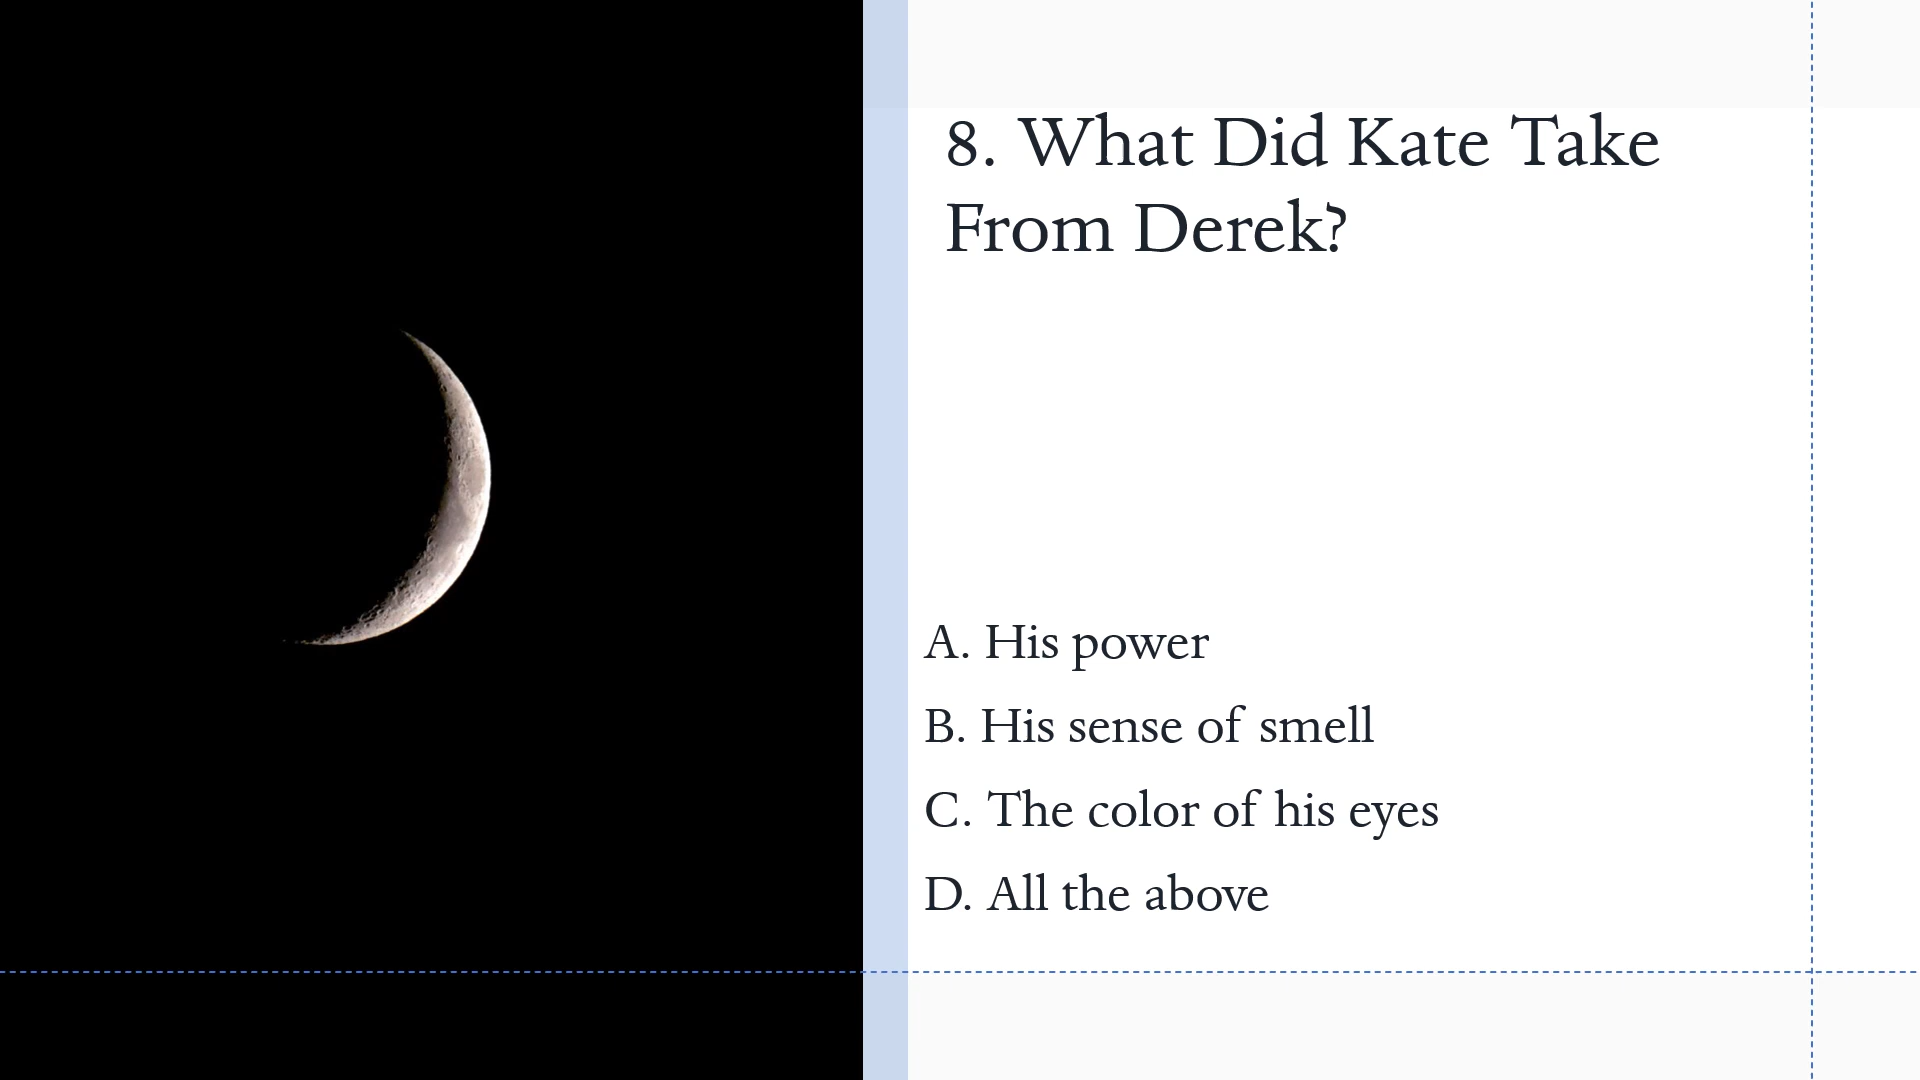 8. What Did Kate Take
From Derek?
A. His power
B. His sense of smell
C. The color of his eyes
D. All the above